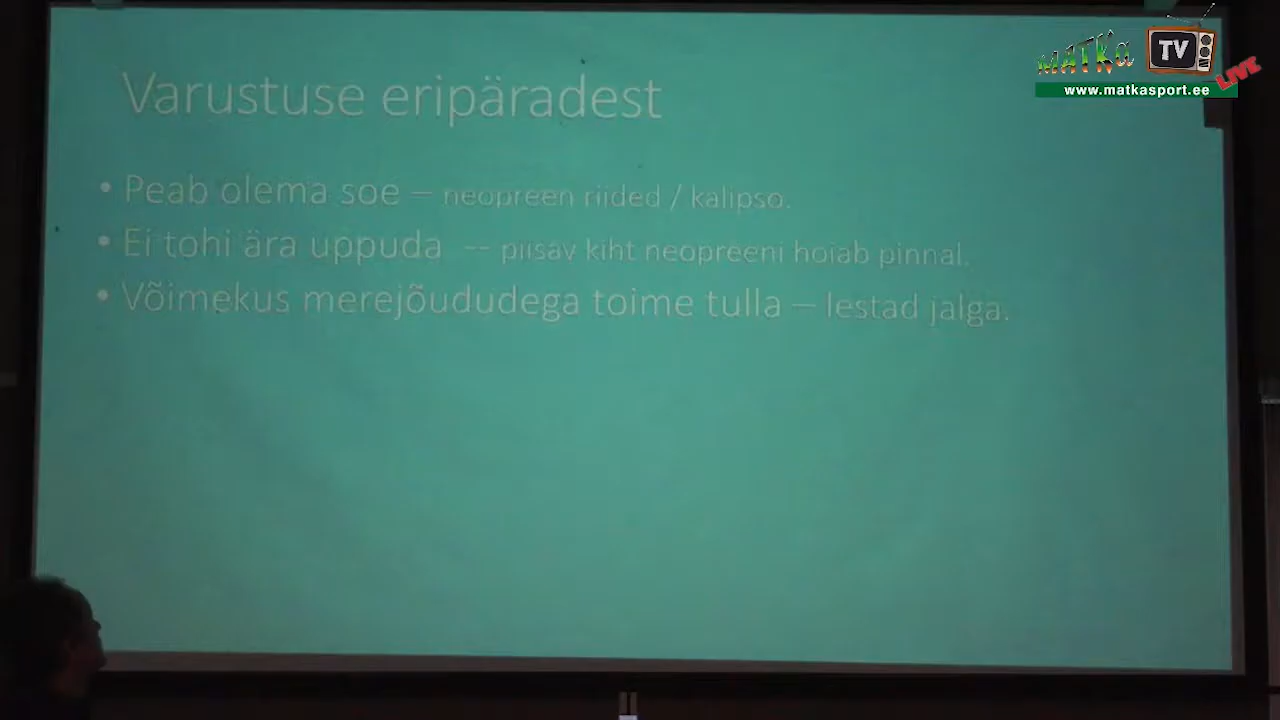 Varustuse eripäradest
• Peab olema soe – neopreen riided / kalipso.
• Ei tohi ära uppuda -- piisav kiht neopreeni hoiab pinnal.
• Võimekus merejõududega toime tulla – lestad jalga.
MATKa TV LIVE
www.matkasport.ee